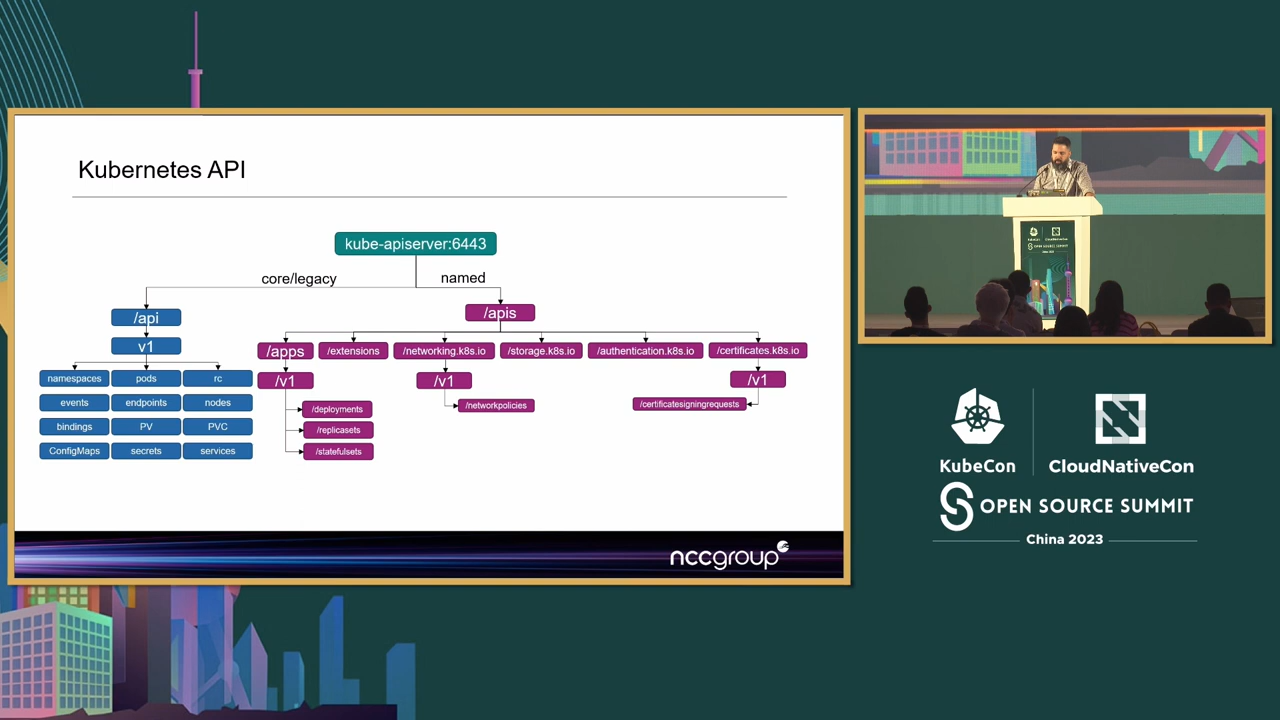 Kubernetes API
kube-apiserver:6443
core/legacy
named
/api
/apis
v1
/apps
/extensions
/networking.k8s.io
/storage.k8s.io
/authentication.k8s.io
/certificates.k8s.io
namespaces
pods
rc
/v1
/v1
/v1
events
endpoints
nodes
/deployments
/networkpolicies
/certificatesigningrequests
bindings
PV
PVC
/replicasets
ConfigMaps
secrets
services
/statefulsets
nccgroup
KubeCon
CloudNativeCon
OPEN SOURCE SUMMIT
China 2023